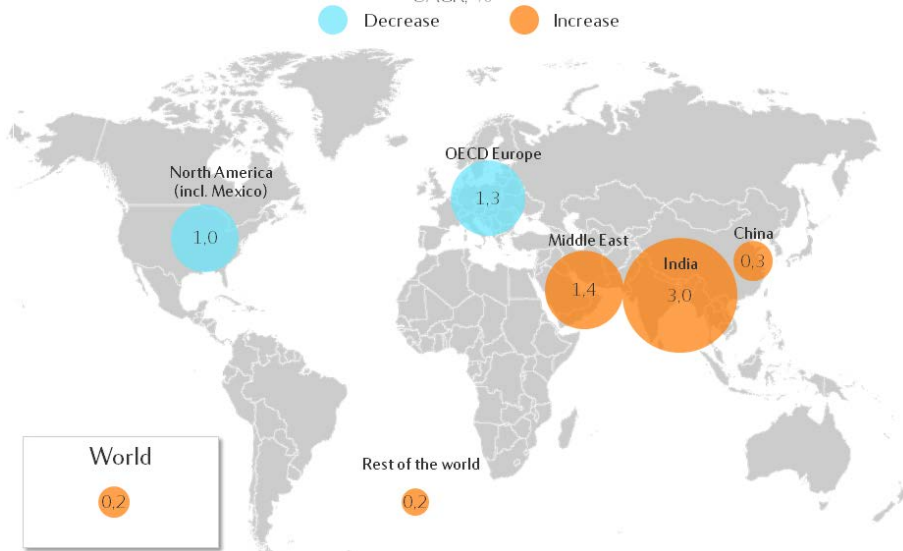 Decrease
Increase
OECD Europe
North America
(incl. Mexico)
1,3
1,0
Middle East
China
India
0,3
1,4
3,0
World
Rest of the world
0,2
0,2